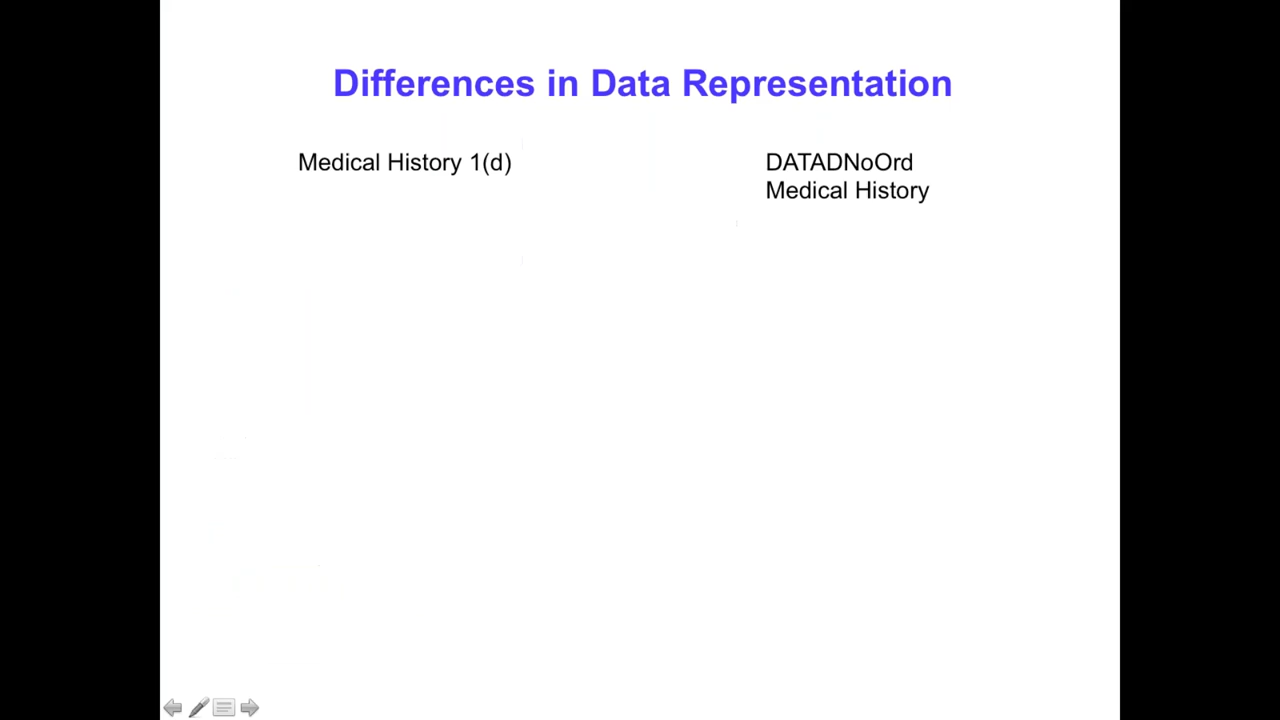 Differences in Data Representation
Medical History 1(d)
DATADNoOrd
Medical History